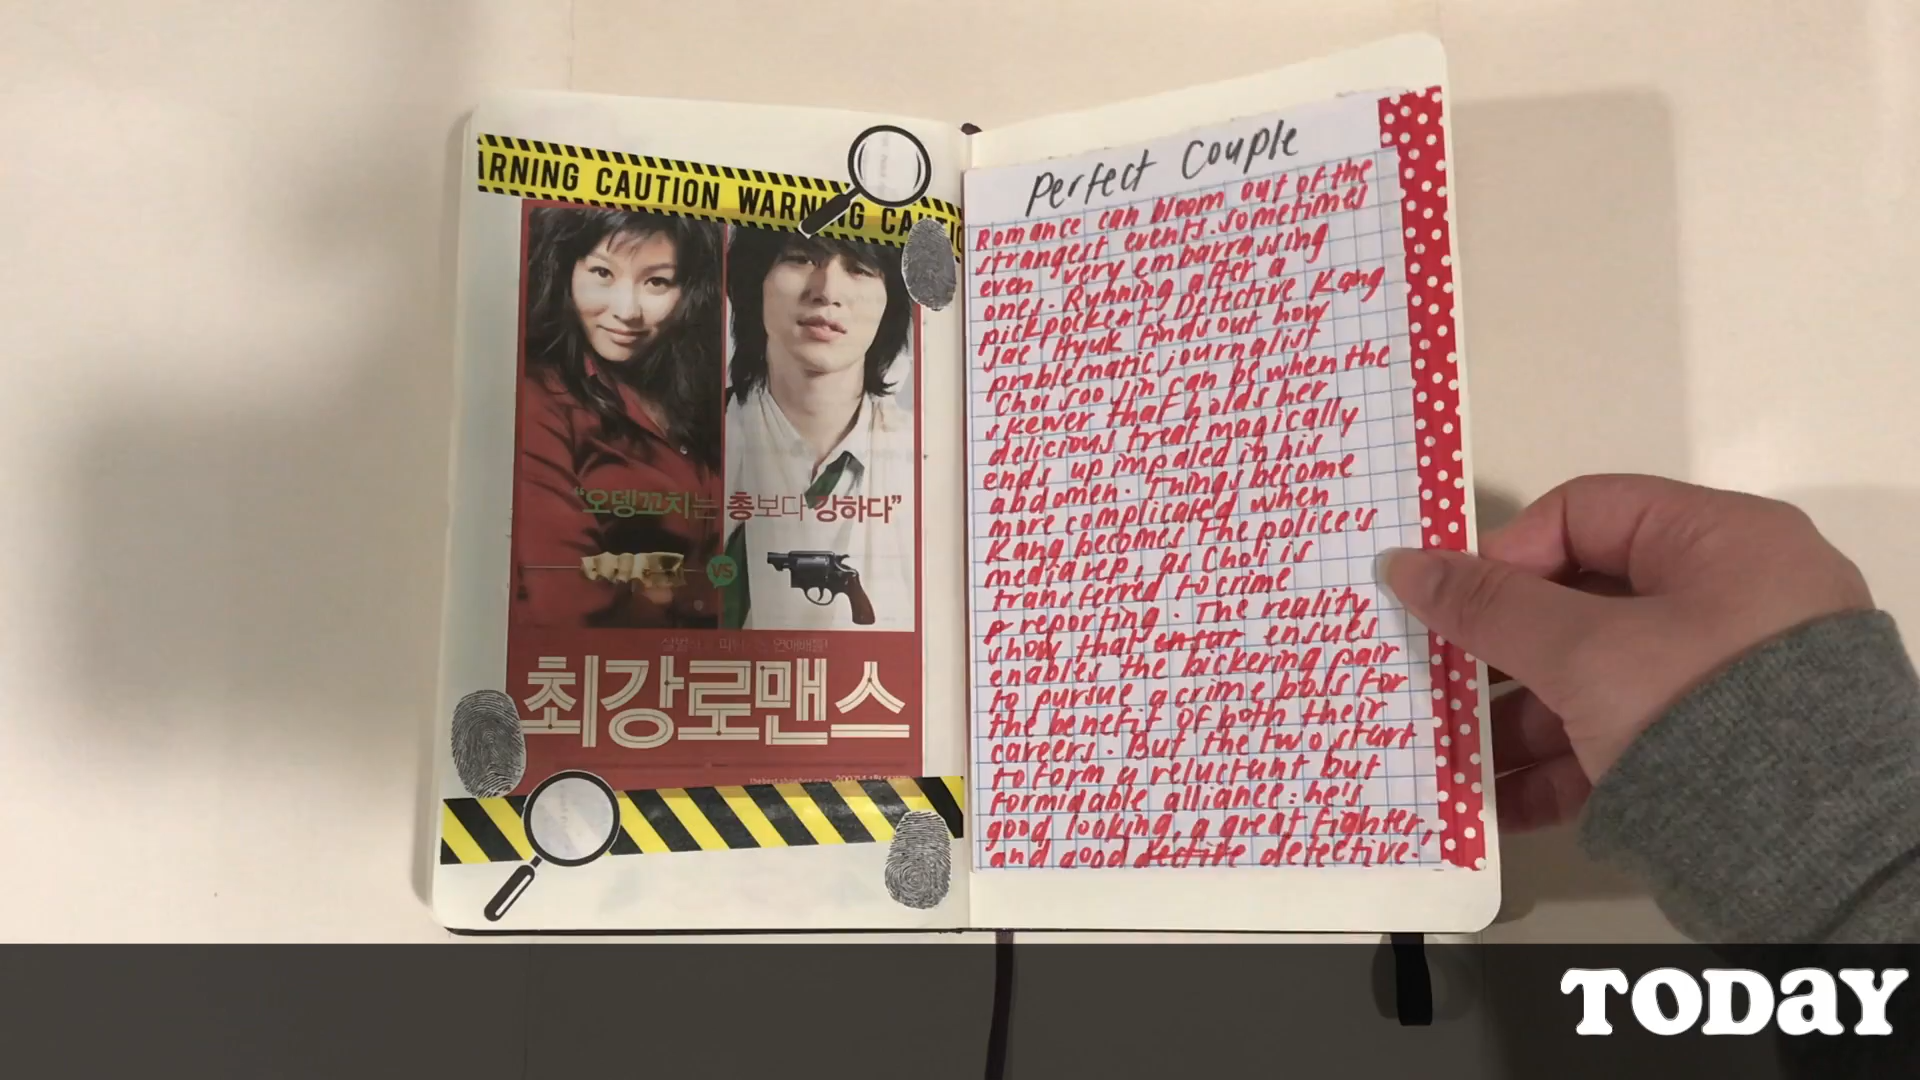 RNING CAUTION WARNING CAUTIO
“오뎅꼬치는 총보다 강하다”
VS
최강로맨스
Perfect Couple
Romance can bloom out of the
strangest events. sometimes
even very embarrassing
ones. Running after a
pickpockent, Detective Kang
Jae Hyuk finds out how
problematic journalist
Choi Soo Jin can be when the
skewer that holds her
delicious treat magically
ends up impaled in his
abdomen. Things become
more complicated when
Kang becomes the police's
media rep, as Choi is
transferred to crime
reporting. The reality
show that ensues
enables the bickering pair
to pursue a crime boss for
the benefit of both their
careers. But the two start
to form a reluctant but
formidable alliance: he's
good looking, a great fighter,
and good detective.
TODAY